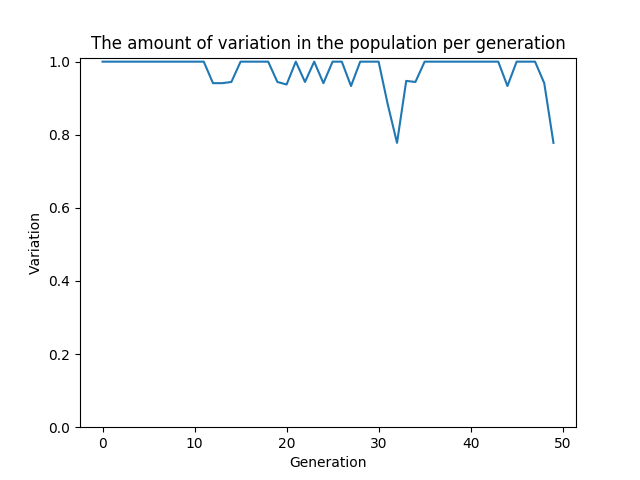 The amount of variation in the population per generation
1.0
0.8
0.6
0.4
0.2
0.0
Variation
0 10 20 30 40 50
Generation